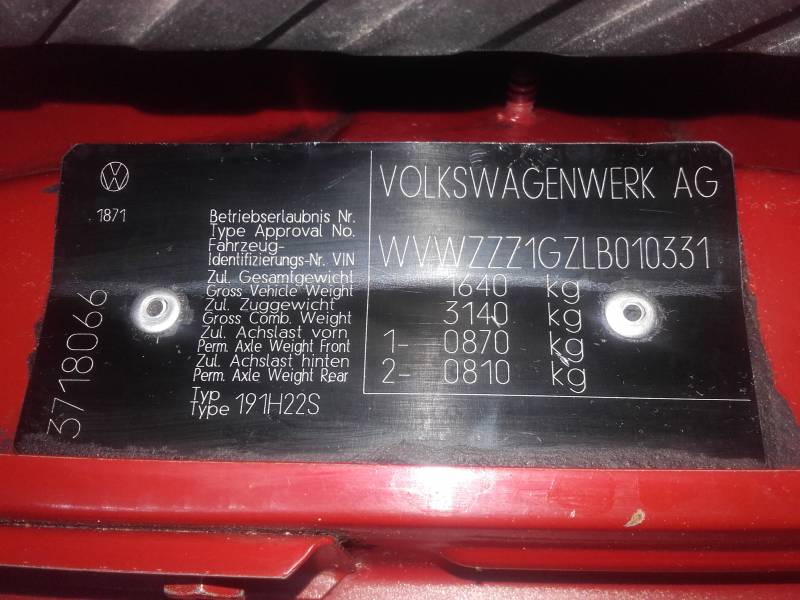 VOLKSWAGENWERK AG
1871
Betriebserlaubnis Nr.
Type Approval No.
Fahrzeug-
Identifizierungs-Nr. VIN WVWZZZ1GZLB010331
Zul. Gesamtgewicht
Gross Vehicle Weight 1640 kg
Zul. Zuggewicht
Gross Comb. Weight 3140 kg
Zul. Achslast vorn
Perm. Axle Weight Front 1- 0870 kg
Zul. Achslast hinten
Perm. Axle Weight Rear 2- 0810 kg
Typ
Type 191H22S
3718066